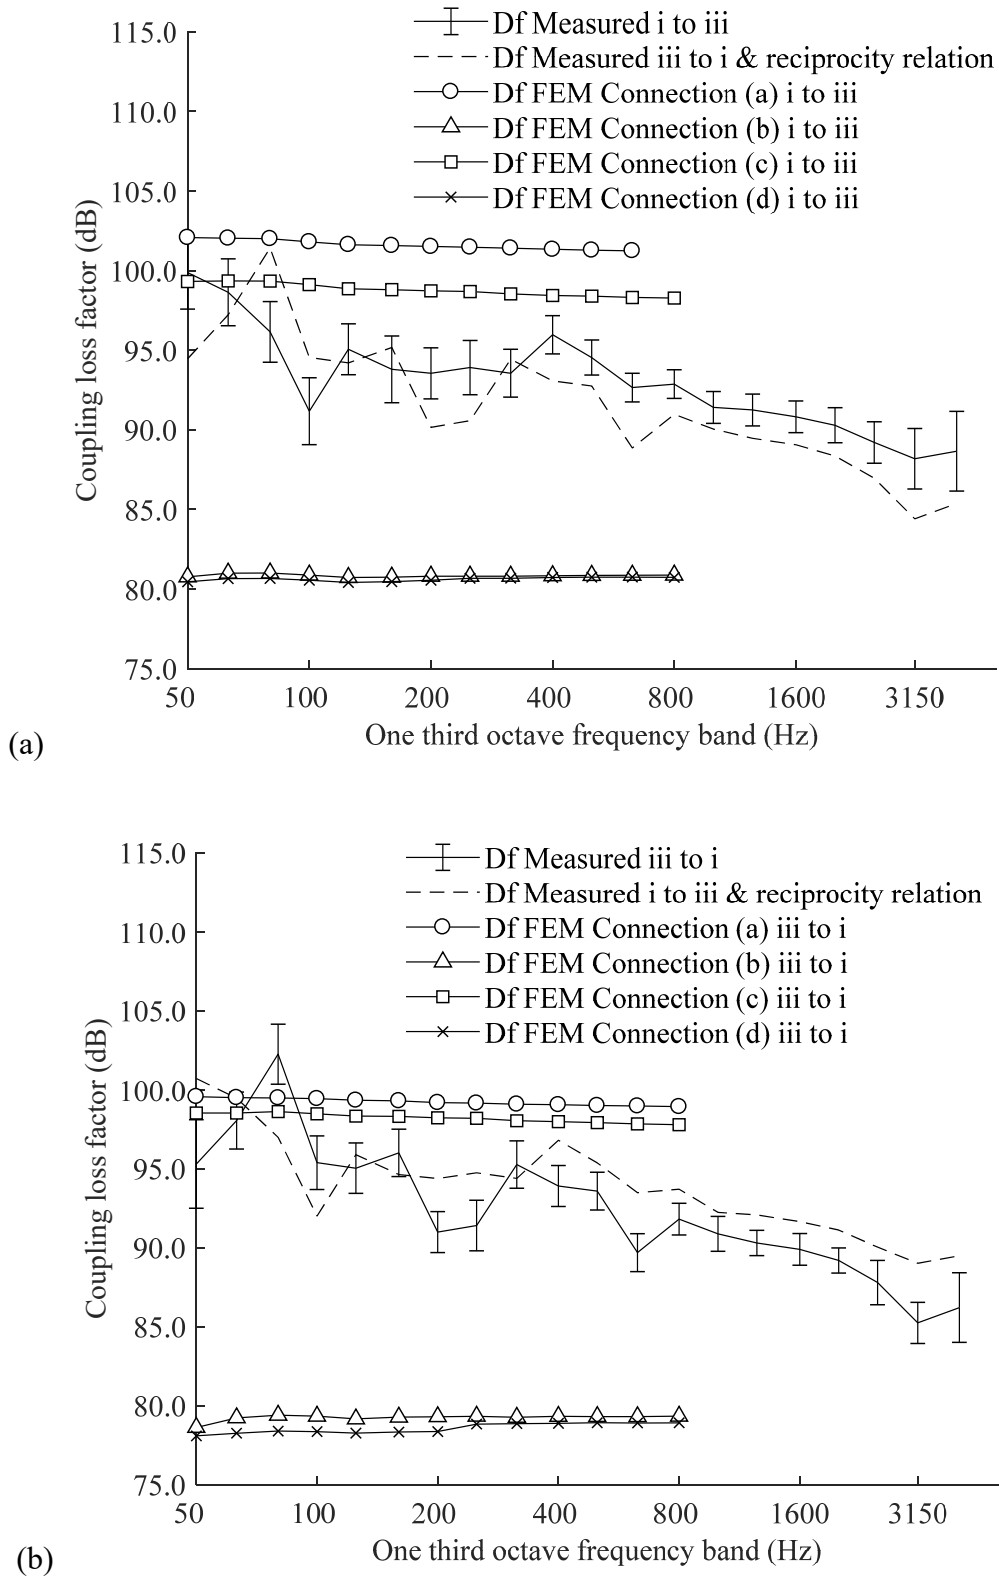 Df Measured i to iii
Df Measured iii to i & reciprocity relation
Df FEM Connection (a) i to iii
Df FEM Connection (b) i to iii
Df FEM Connection (c) i to iii
Df FEM Connection (d) i to iii
115.0
110.0
105.0
100.0
95.0
90.0
85.0
80.0
75.0
Coupling loss factor (dB)
50 100 200 400 800 1600 3150
One third octave frequency band (Hz)
(a)
Df Measured iii to i
Df Measured i to iii & reciprocity relation
Df FEM Connection (a) iii to i
Df FEM Connection (b) iii to i
Df FEM Connection (c) iii to i
Df FEM Connection (d) iii to i
115.0
110.0
105.0
100.0
95.0
90.0
85.0
80.0
75.0
Coupling loss factor (dB)
50 100 200 400 800 1600 3150
One third octave frequency band (Hz)
(b)